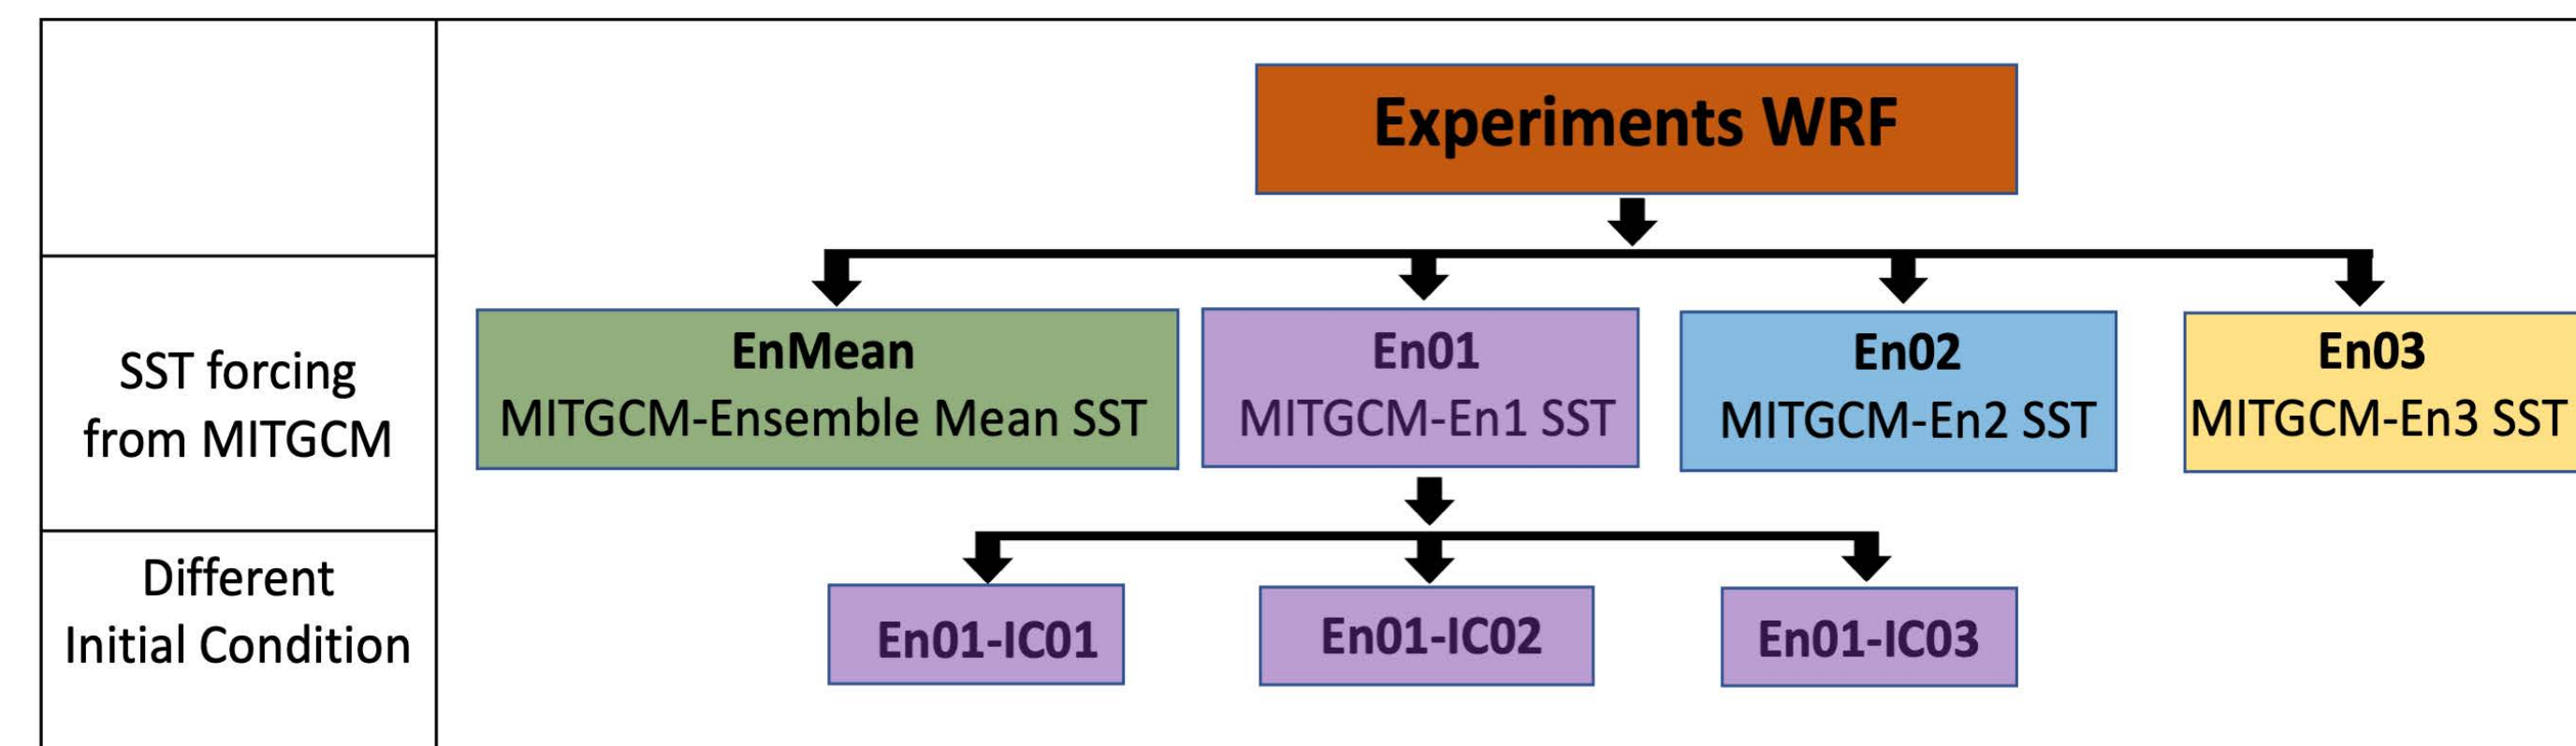 Experiments WRF
SST forcing
from MITGCM
EnMean
MITGCM-Ensemble Mean SST
En01
MITGCM-En1 SST
En02
MITGCM-En2 SST
En03
MITGCM-En3 SST
Different
Initial Condition
En01-IC01
En01-IC02
En01-IC03